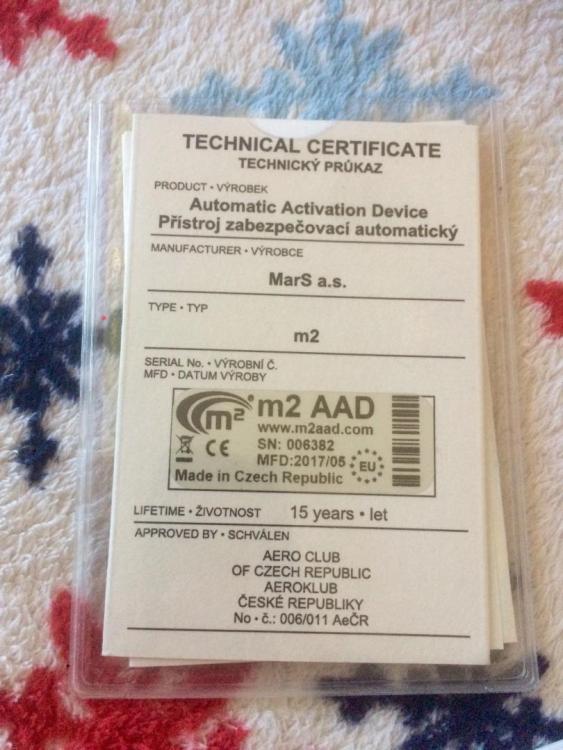 TECHNICAL CERTIFICATE
TECHNICKÝ PRŮKAZ
PRODUCT • VÝROBEK
Automatic Activation Device
Přístroj zabezpečovací automatický
MANUFACTURER • VÝROBCE
MarS a.s.
TYPE • TYP
m2
SERIAL No. • VÝROBNÍ Č.
MFD • DATUM VÝROBY
m² m2 AAD
www.m2aad.com
CE SN: 006382
MFD:2017/05 EU
Made in Czech Republic
LIFETIME • ŽIVOTNOST 15 years • let
APPROVED BY • SCHVÁLEN
AERO CLUB
OF CZECH REPUBLIC
AEROKLUB
ČESKÉ REPUBLIKY
No • č.: 006/011 AeČR